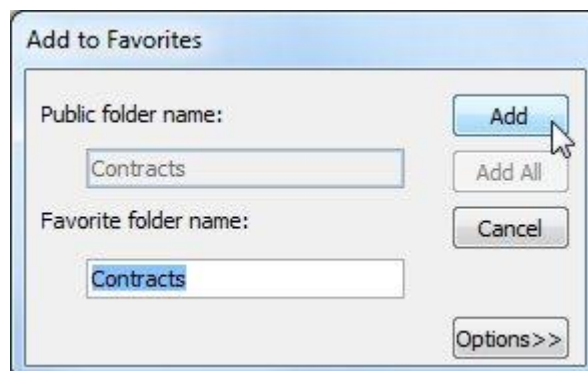 Add to Favorites
Public folder name:
Add
Contracts
Add All
Favorite folder name:
Cancel
Contracts
Options>>